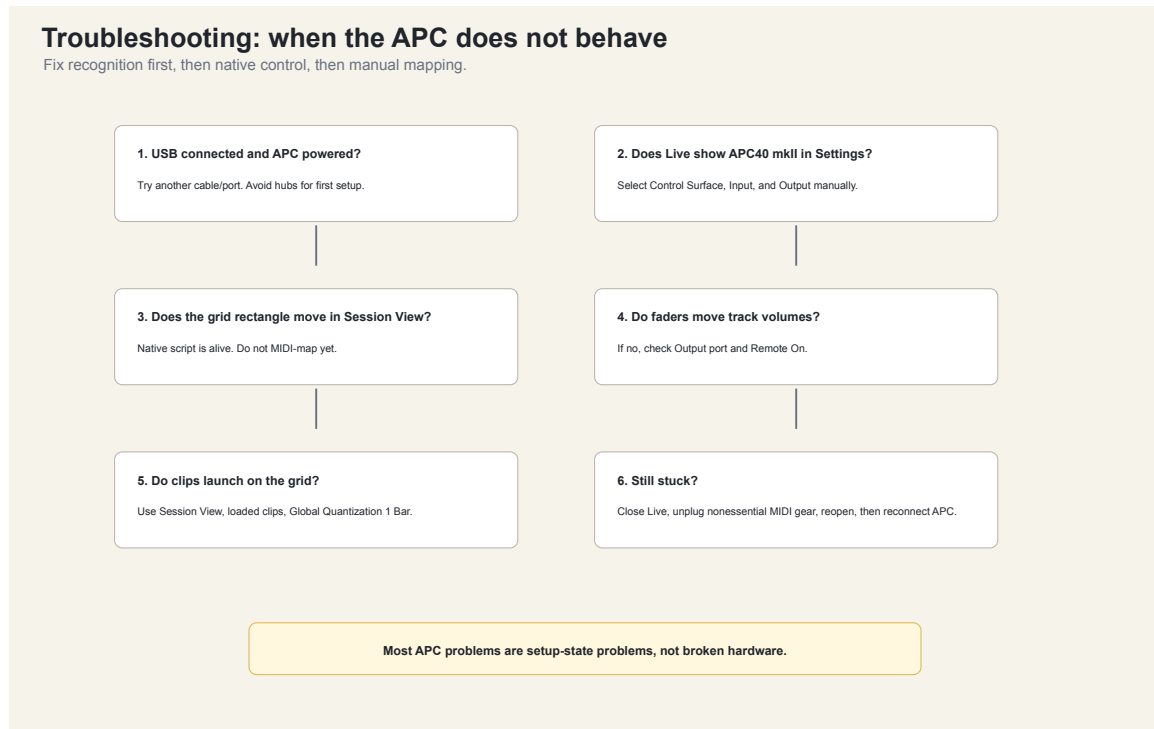 Troubleshooting: when the APC does not behave
Fix recognition first, then native control, then manual mapping.
1. USB connected and APC powered?
Try another cable/port. Avoid hubs for first setup.
2. Does Live show APC40 mkII in Settings?
Select Control Surface, Input, and Output manually.
3. Does the grid rectangle move in Session View?
Native script is alive. Do not MIDI-map yet.
4. Do faders move track volumes?
If no, check Output port and Remote On.
5. Do clips launch on the grid?
Use Session View, loaded clips, Global Quantization 1 Bar.
6. Still stuck?
Close Live, unplug nonessential MIDI gear, reopen, then reconnect APC.
Most APC problems are setup-state problems, not broken hardware.